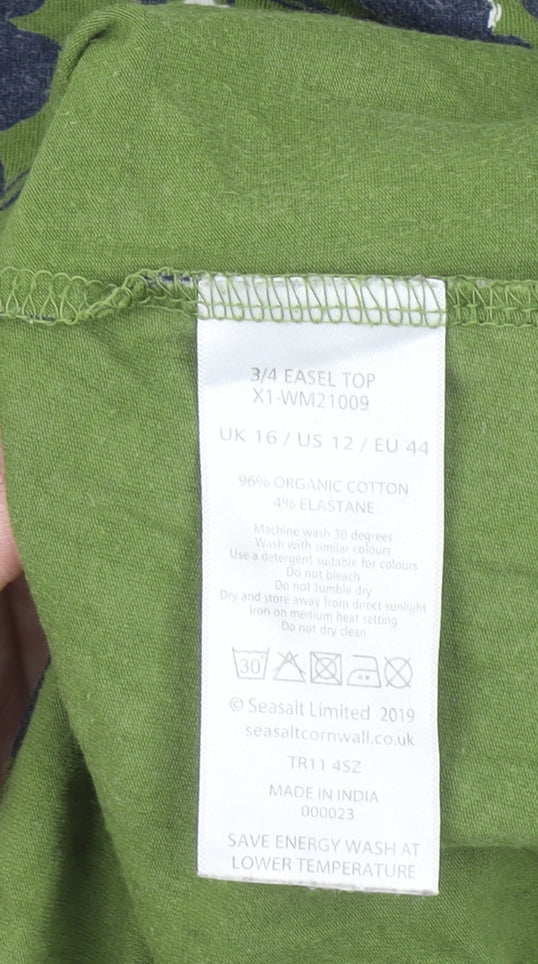 3/4 EASEL TOP
X1-WM21009
UK 16 / US 12 / EU 44
96% ORGANIC COTTON
4% ELASTANE
Machine wash 30 degrees
Wash with similar colours
Use a detergent suitable for colours
Do not bleach
Do not tumble dry
Dry and store away from direct sunlight
Iron on medium heat setting
Do not dry clean
30
© Seasalt Limited 2019
seasaltcornwall.co.uk
TR11 4SZ
MADE IN INDIA
000023
SAVE ENERGY WASH AT
LOWER TEMPERATURE